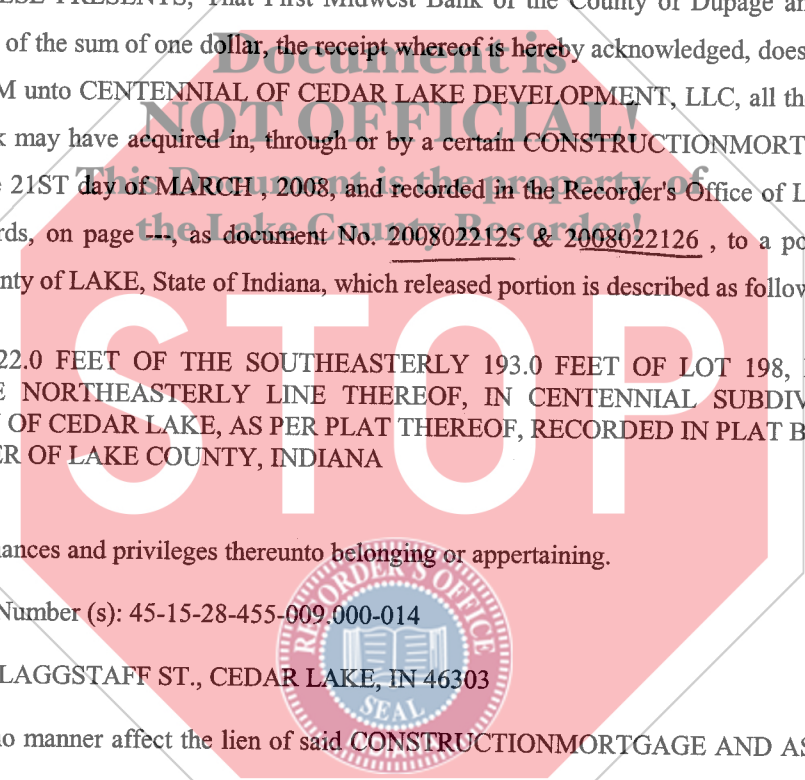 ESE PRESENTS, That First Midwest Bank of the County of Dupage an
of the sum of one dollar, the receipt whereof is hereby acknowledged, does
Document is
M unto CENTENNIAL OF CEDAR LAKE DEVELOPMENT, LLC, all th
NOT OFFICIAL!
k may have acquired in, through or by a certain CONSTRUCTIONMORT
This Document is the property of
e 21ST day of MARCH , 2008, and recorded in the Recorder's Office of L
the Lake County Recorder!
rds, on page ---, as document No. 2008022125 & 2008022126 , to a po
nty of LAKE, State of Indiana, which released portion is described as follow
STOP
22.0 FEET OF THE SOUTHEASTERLY 193.0 FEET OF LOT 198,
E NORTHEASTERLY LINE THEREOF, IN CENTENNIAL SUBDIV
OF CEDAR LAKE, AS PER PLAT THEREOF, RECORDED IN PLAT B
ER OF LAKE COUNTY, INDIANA
ances and privileges thereunto belonging or appertaining.
RECORDER'S OFFICE
Number (s): 45-15-28-455-009.000-014
LAGGSTAFF ST., CEDAR LAKE, IN 46303
SEAL
no manner affect the lien of said CONSTRUCTIONMORTGAGE AND AS